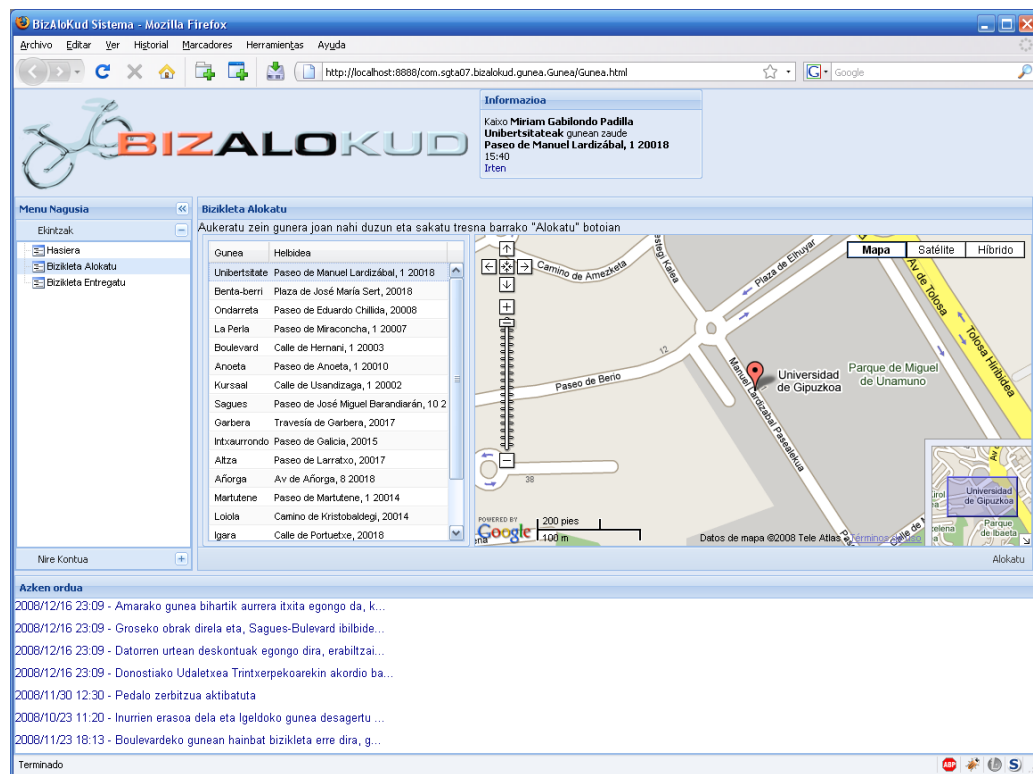 BizAloKud Sistema - Mozilla Firefox
Archivo Editar Ver Historial Marcadores Herramientas Ayuda
http://localhost:8888/com.sgta07.bizalokud.gunea.Gunea/Gunea.html
Google
BIZALOKUD
Informazioa
Kaixo Miriam Gabilondo Padilla
Unibertsitateak gunean zaude
Paseo de Manuel Lardizábal, 1 20018
15:40
Irten
Menu Nagusia
Ekintzak
Hasiera
Bizikleta Alokatu
Bizikleta Entregatu
Nire Kontua
Bizikleta Alokatu
Aukeratu zein gunera joan nahi duzun eta sakatu tresna barrako "Alokatu" botoian
Gunea Helbidea
Unibertsitate Paseo de Manuel Lardizábal, 1 20018
Benta-berri Plaza de José María Sert, 20018
Ondarreta Paseo de Eduardo Chillida, 20008
La Perla Paseo de Miraconcha, 1 20007
Boulevard Calle de Hernani, 1 20003
Anoeta Paseo de Anoeta, 1 20010
Kursaal Calle de Usandizaga, 1 20002
Sagues Paseo de José Miguel Barandiarán, 10 2
Garbera Travesía de Garbera, 20017
Intxaurrondo Paseo de Galicia, 20015
Altza Paseo de Larratxo, 20017
Añorga Av de Añorga, 8 20018
Martutene Paseo de Martutene, 1 20014
Loiola Camino de Kristobaldegi, 20014
Igara Calle de Portuetxe, 20018
Mapa Satélite Híbrido
Camino de Amezketa
Plaza de Elhuyar
Av de Tolosa
Tolosa Hiribidea
12
Paseo de Berio
Manuel Lardizabal Pasealekua
Universidad
de Gipuzkoa
Parque de Miguel
de Unamuno
38
Universidad
de Gipuzkoa
Parque
de Ibaeta
POWERED BY
Google
200 pies
100 m
Datos de mapa ©2008 Tele Atlas - Términos de uso
Alokatu
Azken ordua
2008/12/16 23:09 - Amarako gunea bihartik aurrera itxita egongo da, k...
2008/12/16 23:09 - Groseko obrak direla eta, Sagues-Bulevard ibilbide...
2008/12/16 23:09 - Datorren urtean deskontuak egongo dira, erabiltzai...
2008/12/16 23:09 - Donostiako Udaletxea Trintxerpekoarekin akordio ba...
2008/11/30 12:30 - Pedalo zerbitzua aktibatuta
2008/10/23 11:20 - Inurrien erasoa dela eta Igeldoko gunea desagertu ...
2008/11/23 18:13 - Boulevardeko gunean hainbat bizikleta erre dira, g...
Terminado
ABP